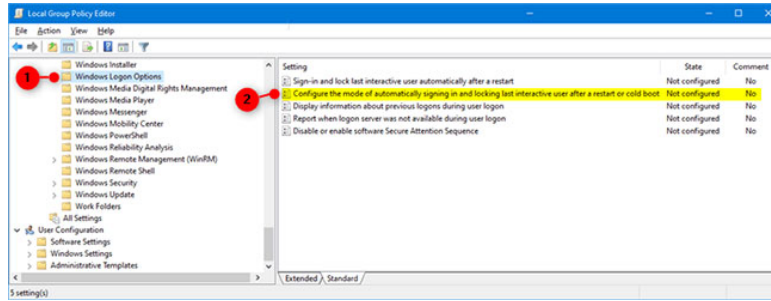 Local Group Policy Editor
File Action View Help
Windows Installer
Windows Logon Options
Windows Media Digital Rights Management
Windows Media Player
Windows Messenger
Windows Mobility Center
Windows PowerShell
Windows Reliability Analysis
Windows Remote Management (WinRM)
Windows Remote Shell
Windows Security
Windows Update
Work Folders
All Settings
User Configuration
Software Settings
Windows Settings
Administrative Templates
1
2
Setting State Comment
Sign-in and lock last interactive user automatically after a restart Not configured No
Configure the mode of automatically signing in and locking last interactive user after a restart or cold boot Not configured No
Display information about previous logons during user logon Not configured No
Report when logon server was not available during user logon Not configured No
Disable or enable software Secure Attention Sequence Not configured No
Extended Standard
5 setting(s)